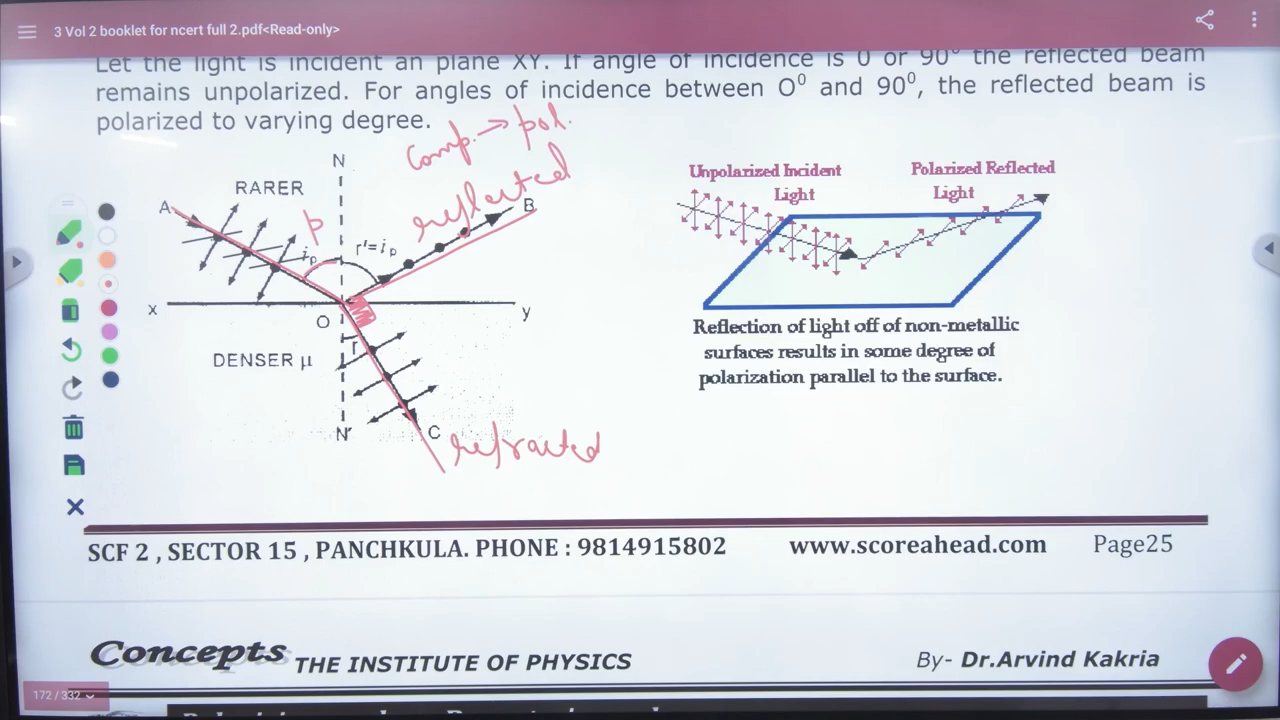 3 Vol 2 booklet for ncert full 2.pdf<Read-only>
Let the light is incident an plane XY. If angle of incidence is 0 or 90° the reflected beam
remains unpolarized. For angles of incidence between O⁰ and 90⁰, the reflected beam is
polarized to varying degree.
Comp. → pol.
reflected
N
RARER
A
B
p
iₚ
r'=iₚ
x
y
O
r
DENSER μ
N'
C
refracted
Unpolarized Incident
Light
Polarized Reflected
Light
Reflection of light off of non-metallic
surfaces results in some degree of
polarization parallel to the surface.
SCF 2 , SECTOR 15 , PANCHKULA. PHONE : 9814915802 www.scoreahead.com Page25
Concepts THE INSTITUTE OF PHYSICS By- Dr.Arvind Kakria
172 / 332